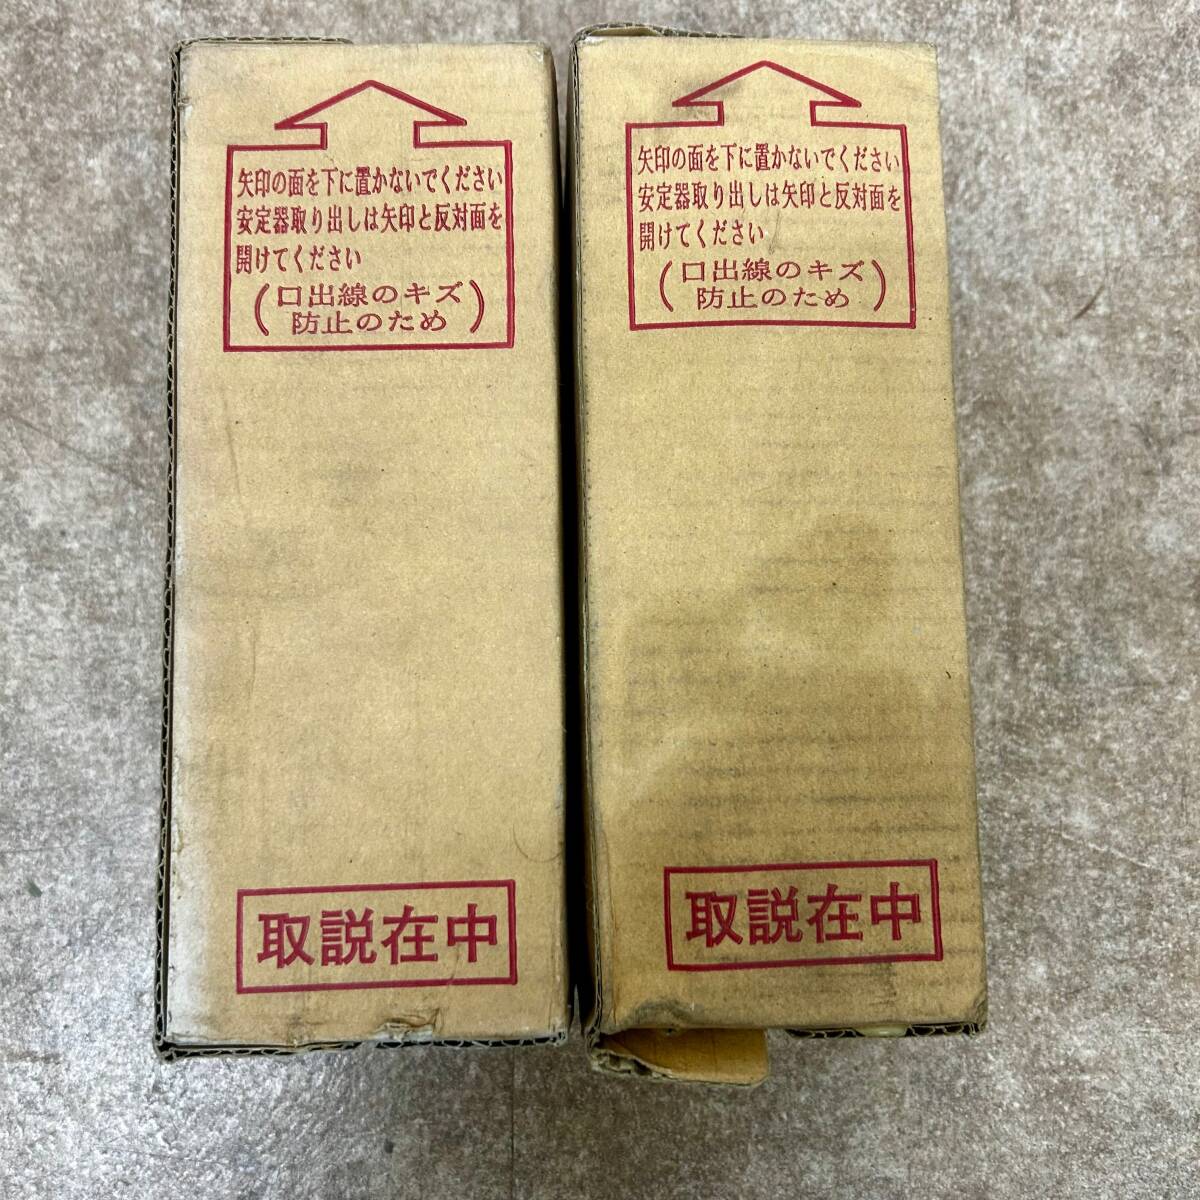 矢印の面を下に置かないでください
安定器取り出しは矢印と反対面を
開けてください
(口出線のキズ
防止のため)
取説在中
矢印の面を下に置かないでください
安定器取り出しは矢印と反対面を
開けてください
(口出線のキズ
防止のため)
取説在中